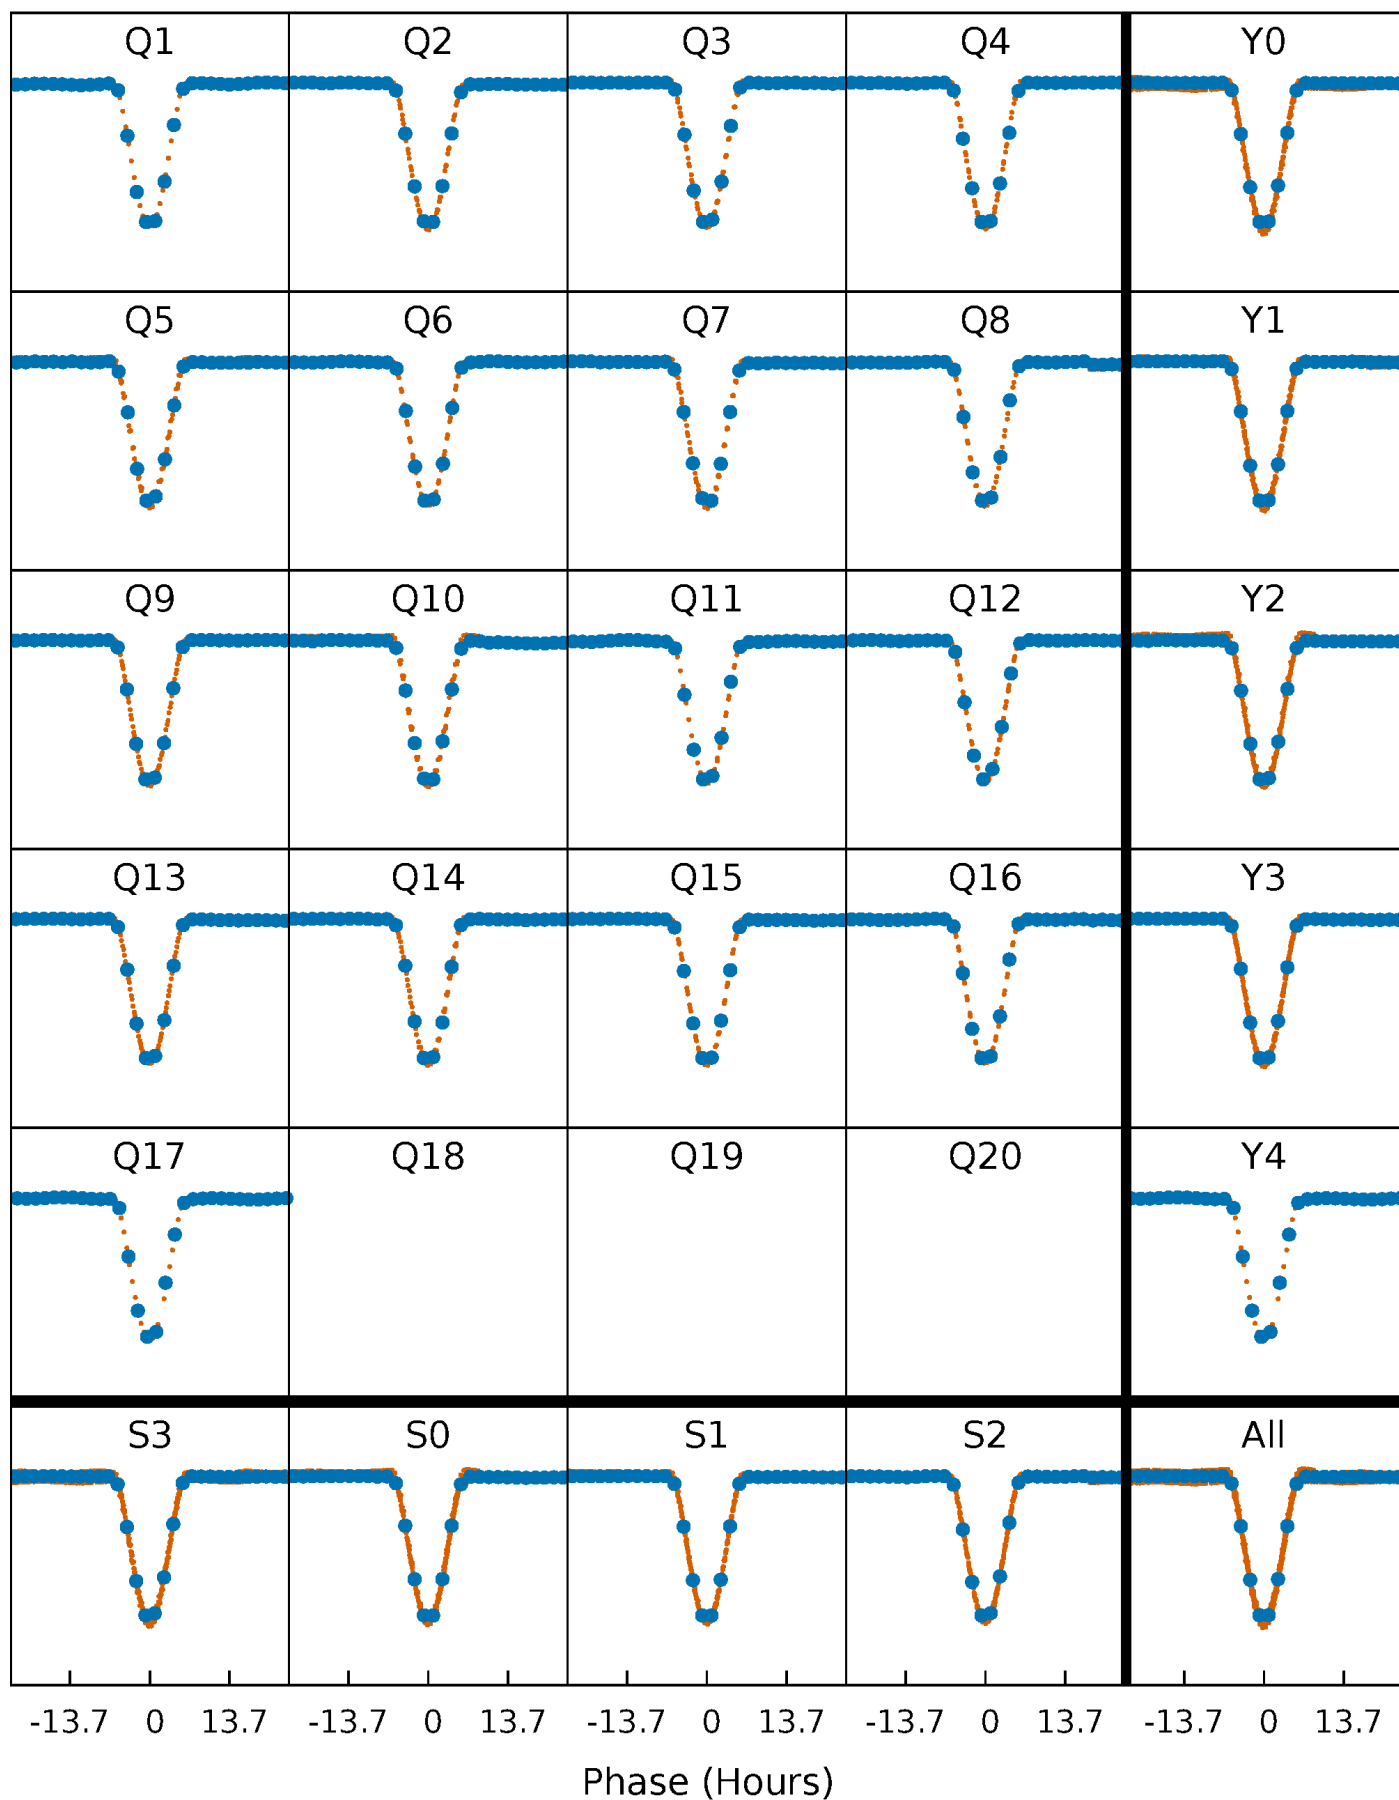 Q1 Q2 Q3 Q4 Y0
Q5 Q6 Q7 Q8 Y1
Q9 Q10 Q11 Q12 Y2
Q13 Q14 Q15 Q16 Y3
Q17 Q18 Q19 Q20 Y4
S3 S0 S1 S2 All
-13.7 0 13.7 -13.7 0 13.7 -13.7 0 13.7 -13.7 0 13.7 -13.7 0 13.7
Phase (Hours)